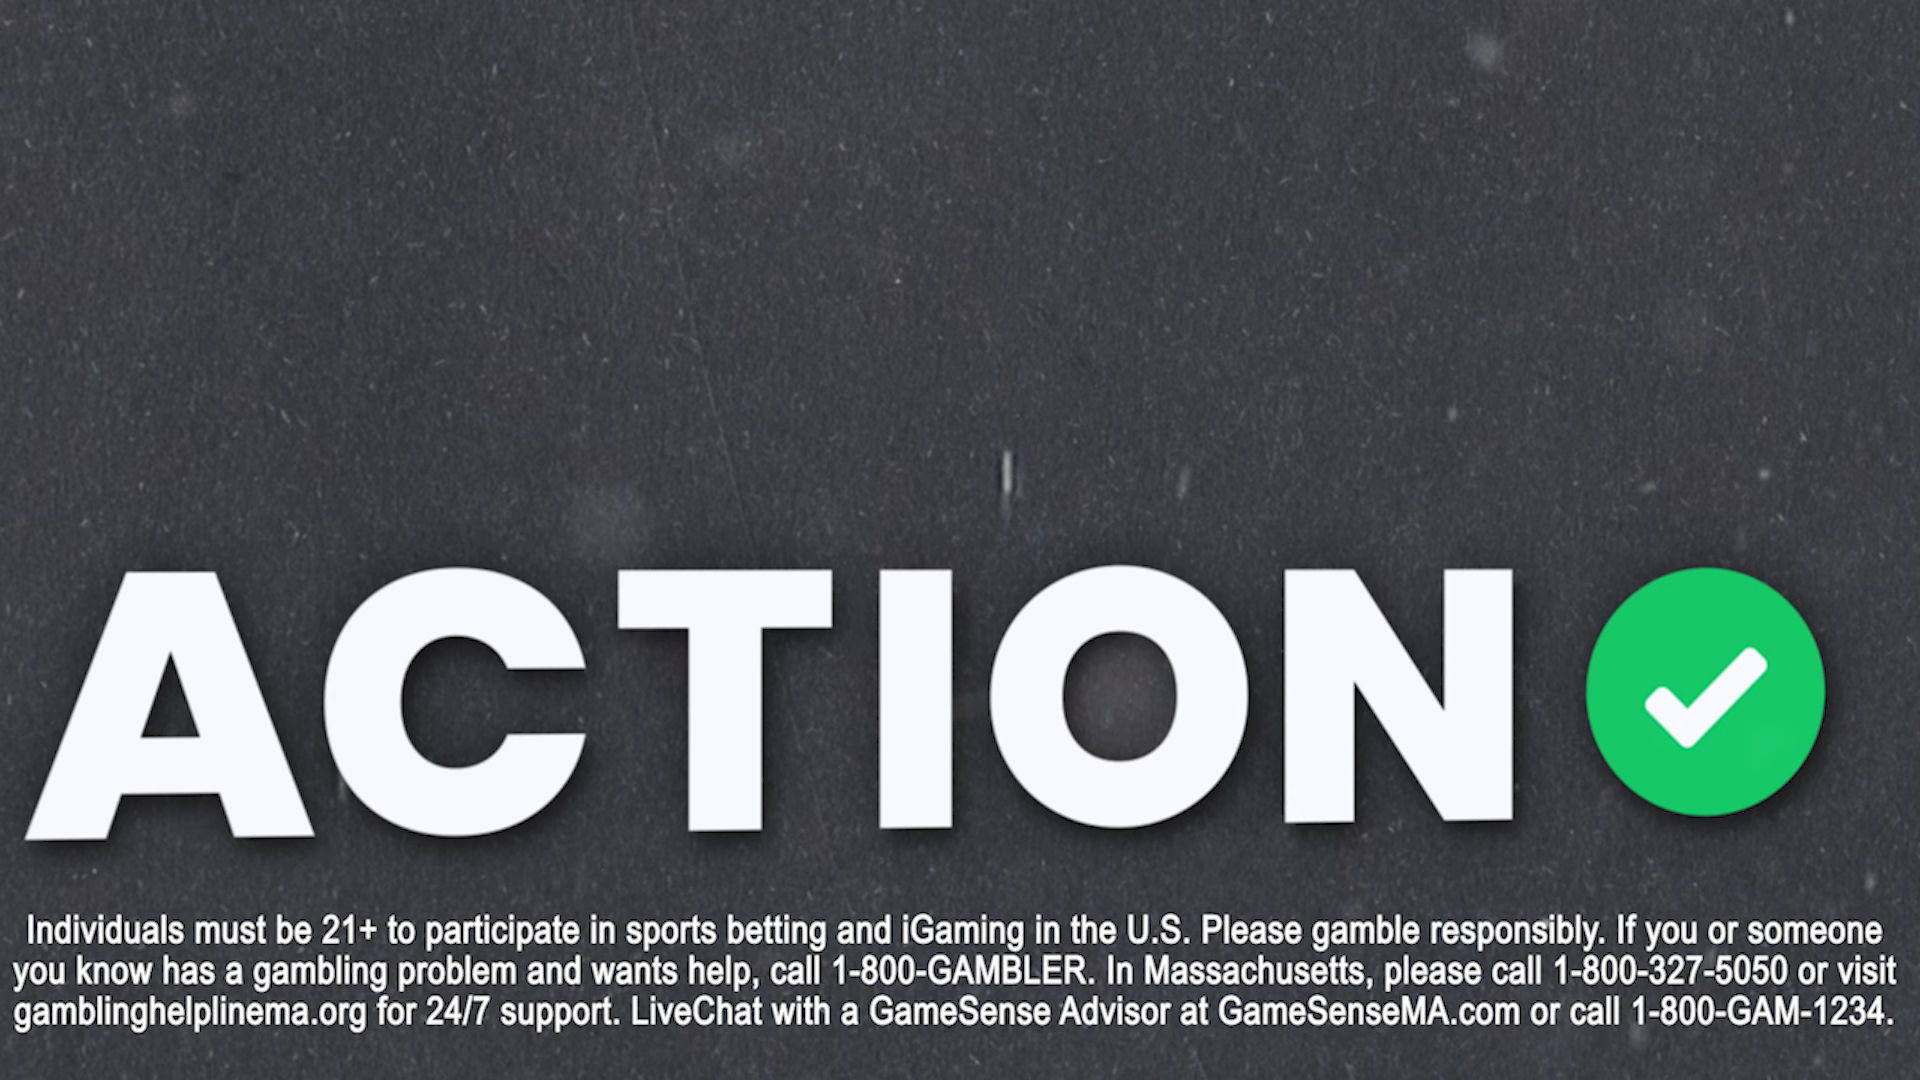 ACTION
Individuals must be 21+ to participate in sports betting and iGaming in the U.S. Please gamble responsibly. If you or someone
you know has a gambling problem and wants help, call 1-800-GAMBLER. In Massachusetts, please call 1-800-327-5050 or visit
gamblinghelplinema.org for 24/7 support. LiveChat with a GameSense Advisor at GameSenseMA.com or call 1-800-GAM-1234.